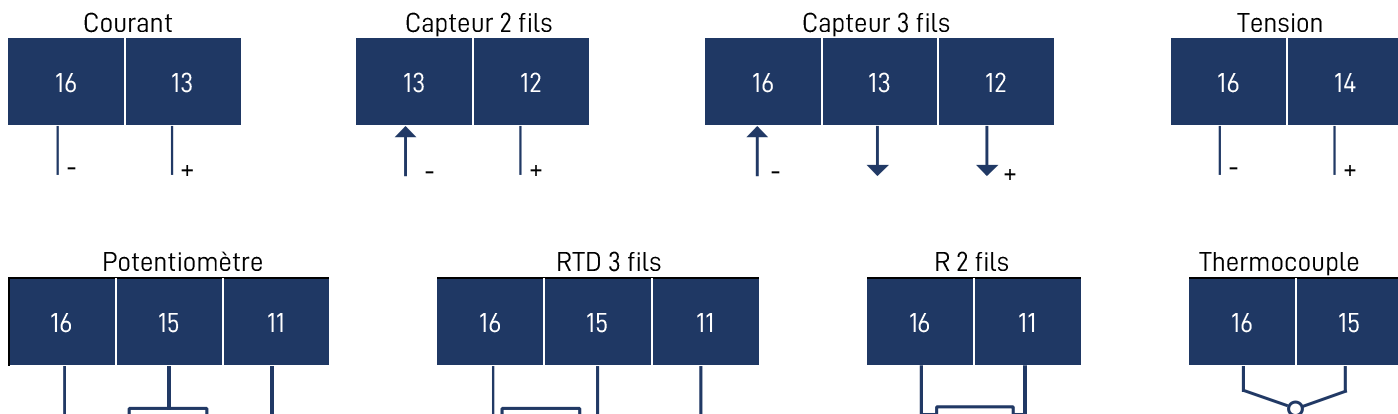 Courant Capteur 2 fils Capteur 3 fils Tension
16 13 13 12 16 13 12 16 14
- + - + - + - +
Potentiomètre RTD 3 fils R 2 fils Thermocouple
16 15 11 16 15 11 16 11 16 15